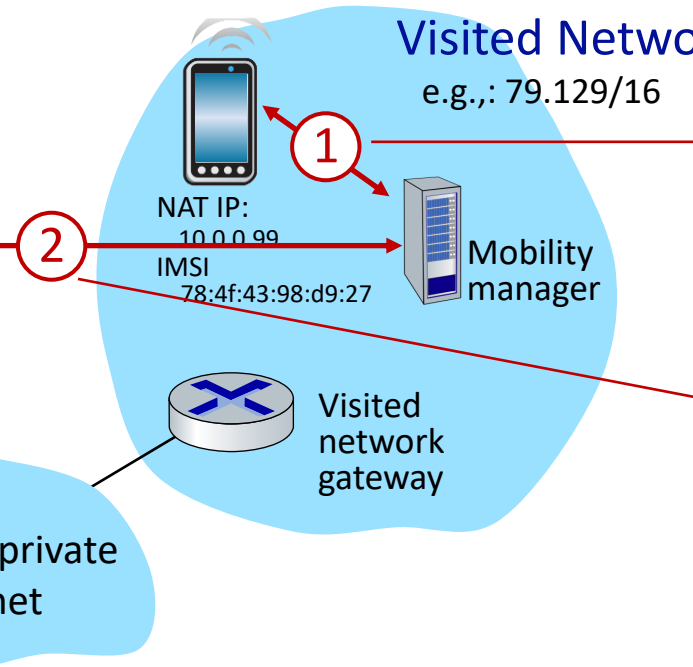 Visited Netwo
e.g.,: 79.129/16
1
NAT IP:
10.0.0.99
2
IMSI
78:4f:43:98:d9:27
Mobility
manager
Visited
network
gateway
private
net